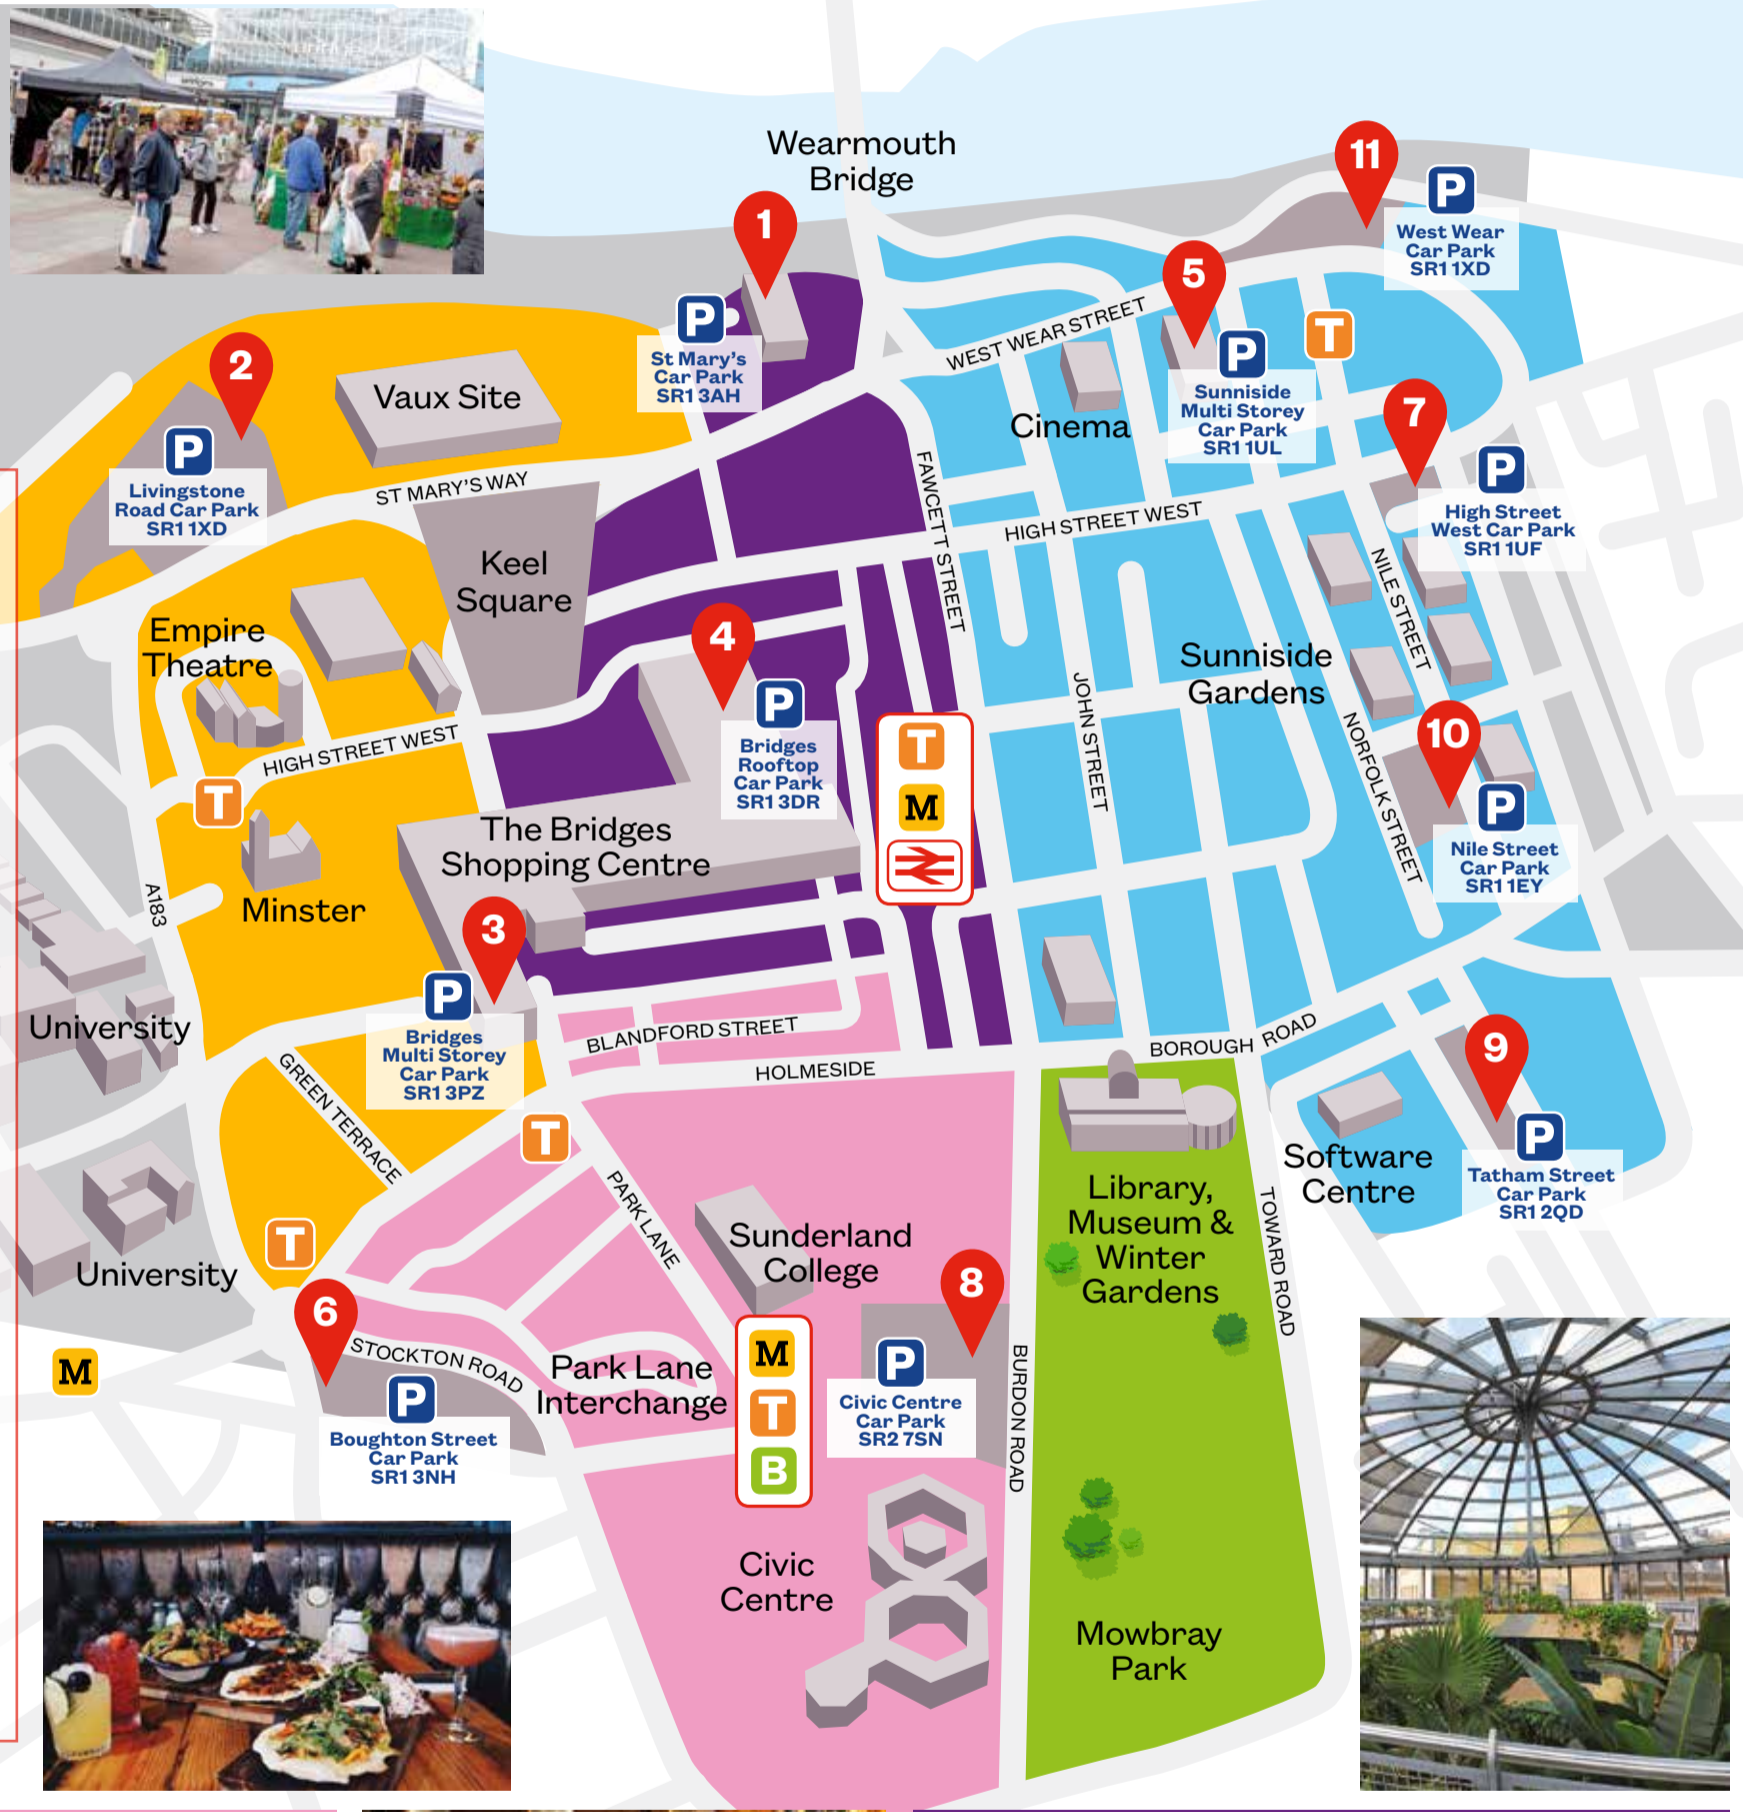 Wearmouth
Bridge
11
P
West Wear
Car Park
SR1 1XD
1
P
St Mary's
Car Park
SR1 3AH
5
P
Sunniside
Multi Storey
Car Park
SR1 1UL
T
WEST WEAR STREET
2
P
Livingstone
Road Car Park
SR1 1XD
Vaux Site
ST MARY'S WAY
Cinema
7
P
High Street
West Car Park
SR1 1UF
FAWCETT STREET
HIGH STREET WEST
Keel
Square
Empire
Theatre
4
P
Bridges
Rooftop
Car Park
SR1 3DR
NILE STREET
Sunniside
Gardens
JOHN STREET
NORFOLK STREET
10
P
Nile Street
Car Park
SR1 1EY
HIGH STREET WEST
T
T
M
The Bridges
Shopping Centre
A183
Minster
3
P
Bridges
Multi Storey
Car Park
SR1 3PZ
University
BLANDFORD STREET
HOLMESIDE
BOROUGH ROAD
9
P
Tatham Street
Car Park
SR1 2QD
GREEN TERRACE
T
PARK LANE
Software
Centre
Library,
Museum &
Winter
Gardens
TOWARD ROAD
Sunderland
College
T
University
6
STOCKTON ROAD
P
Boughton Street
Car Park
SR1 3NH
M
Park Lane
Interchange
M
T
B
8
P
Civic Centre
Car Park
SR2 7SN
BURDON ROAD
Civic
Centre
Mowbray
Park